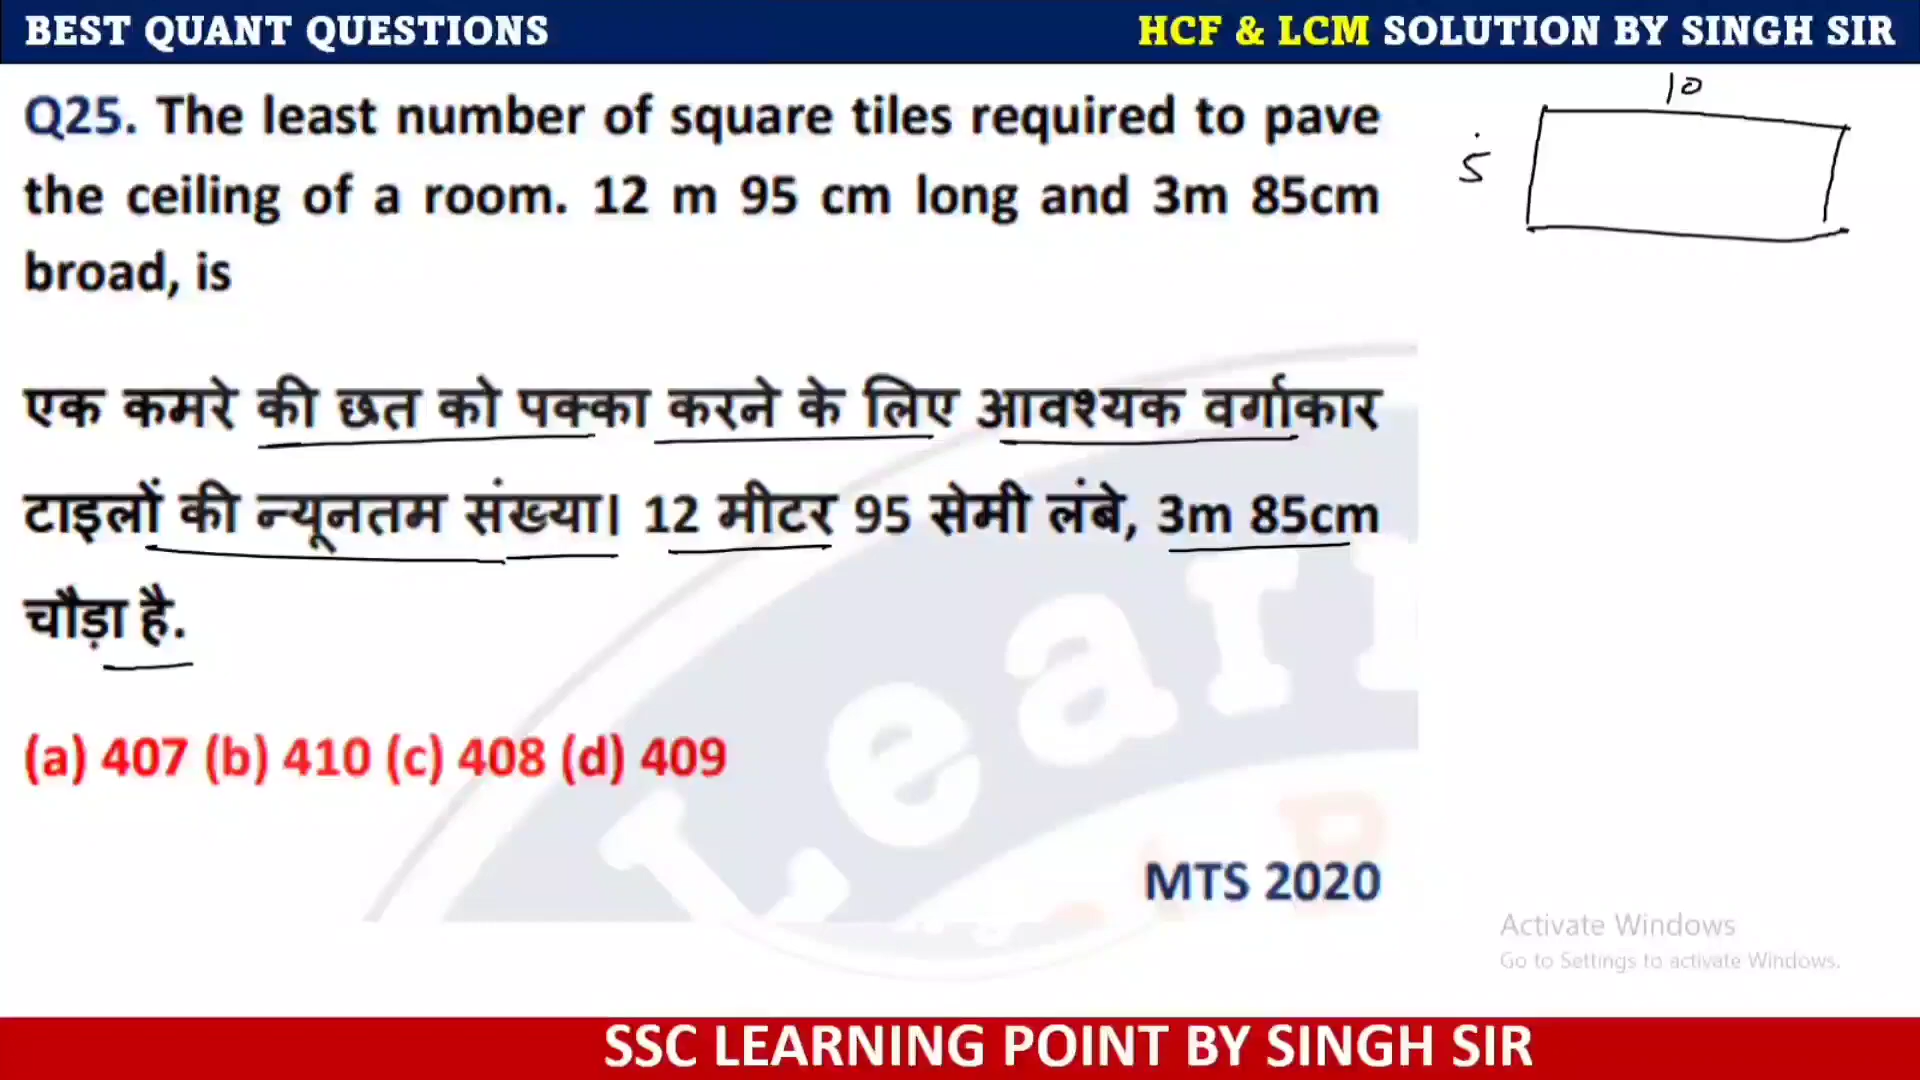 BEST QUANT QUESTIONS
HCF & LCM SOLUTION BY SINGH SIR
Q25. The least number of square tiles required to pave
the ceiling of a room. 12 m 95 cm long and 3m 85cm
broad, is
10
5
एक कमरे की छत को पक्का करने के लिए आवश्यक वर्गाकार
टाइलों की न्यूनतम संख्या। 12 मीटर 95 सेमी लंबे, 3m 85cm
चौड़ा है.
(a) 407 (b) 410 (c) 408 (d) 409
MTS 2020
Activate Windows
Go to Settings to activate Windows.
SSC LEARNING POINT BY SINGH SIR